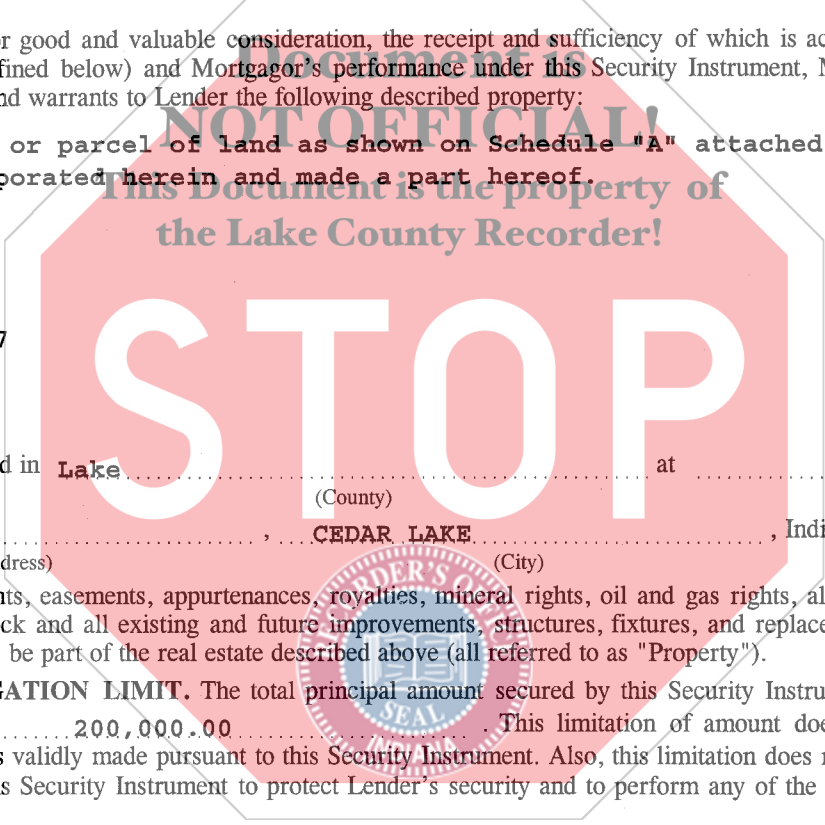 r good and valuable consideration, the receipt and sufficiency of which is ac
fined below) and Mortgagor's performance under this Security Instrument, M
nd warrants to Lender the following described property:
or parcel of land as shown on Schedule "A" attached
porated herein and made a part hereof.
Document is
NOT OFFICIAL!
This Document is the property of
the Lake County Recorder!
STOP
7
d in Lake at
(County)
, CEDAR LAKE , Indi
dress) (City)
nts, easements, appurtenances, royalties, mineral rights, oil and gas rights, al
ck and all existing and future improvements, structures, fixtures, and replace
be part of the real estate described above (all referred to as "Property").
GATION LIMIT. The total principal amount secured by this Security Instru
200,000.00 . This limitation of amount doe
s validly made pursuant to this Security Instrument. Also, this limitation does n
s Security Instrument to protect Lender's security and to perform any of the
RECORDER'S OFFICE
SEAL
INDIANA